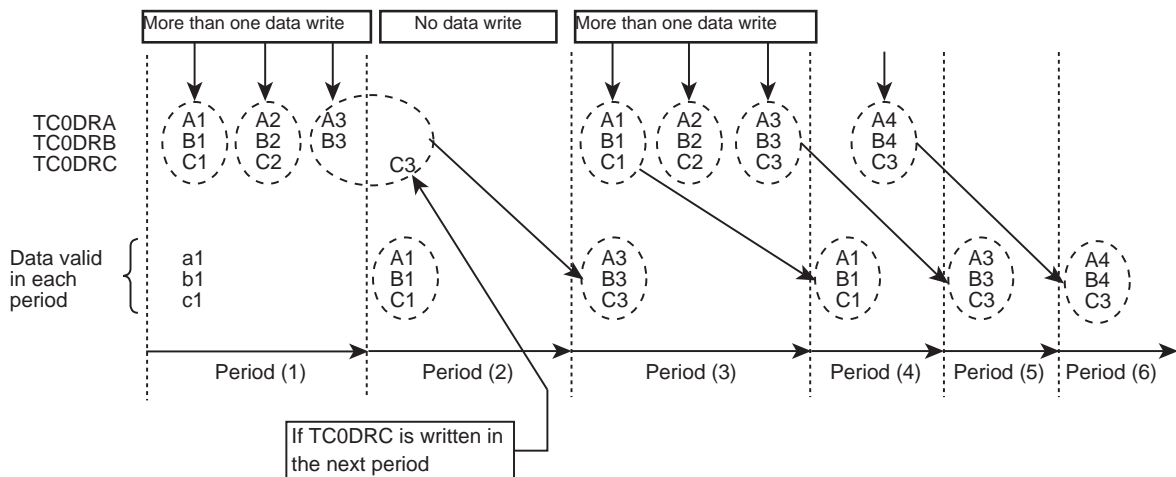 More than one data write
No data write
More than one data write
TC0DRA
TC0DRB
TC0DRC
A1
B1
C1
A2
B2
C2
A3
B3
C3
A1
B1
C1
A2
B2
C2
A3
B3
C3
A4
B4
C3
Data valid
in each
period
a1
b1
c1
A1
B1
C1
A3
B3
C3
A1
B1
C1
A3
B3
C3
A4
B4
C3
Period (1)
Period (2)
Period (3)
Period (4)
Period (5)
Period (6)
If TC0DRC is written in
the next period